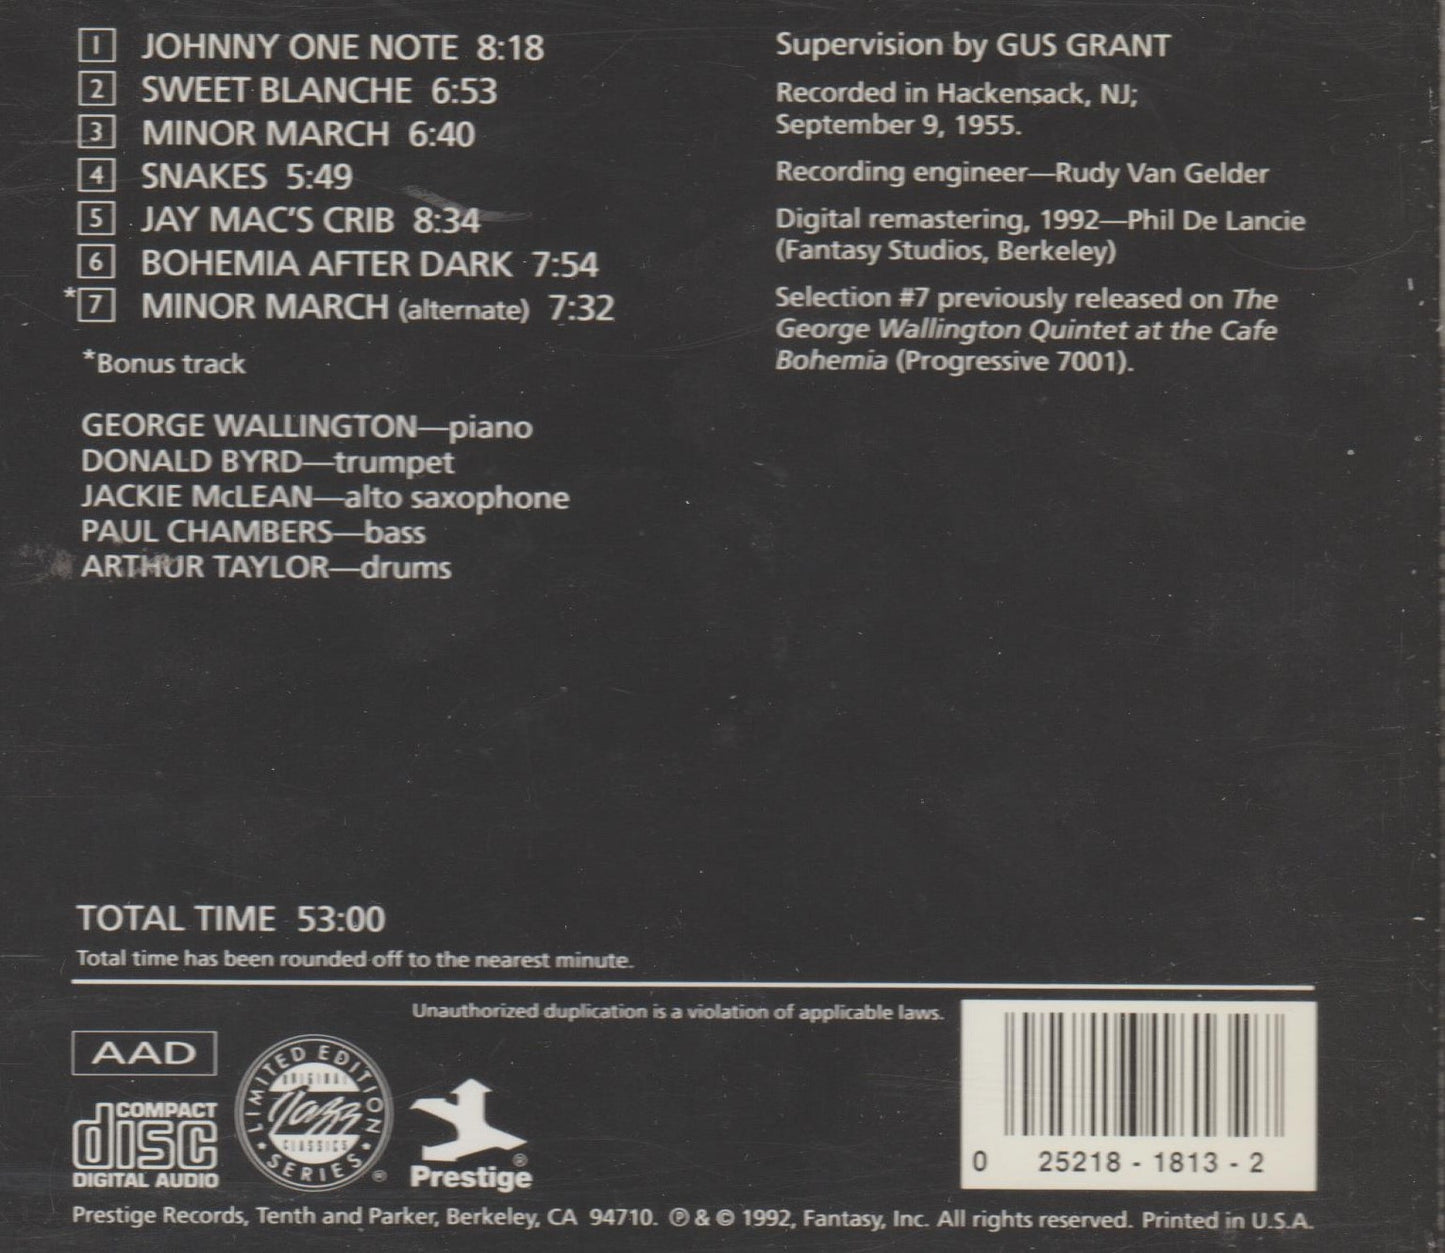 1 JOHNNY ONE NOTE 8:18
2 SWEET BLANCHE 6:53
3 MINOR MARCH 6:40
4 SNAKES 5:49
5 JAY MAC'S CRIB 8:34
6 BOHEMIA AFTER DARK 7:54
*7 MINOR MARCH (alternate) 7:32
*Bonus track
GEORGE WALLINGTON—piano
DONALD BYRD—trumpet
JACKIE McLEAN—alto saxophone
PAUL CHAMBERS—bass
ARTHUR TAYLOR—drums
Supervision by GUS GRANT
Recorded in Hackensack, NJ;
September 9, 1955.
Recording engineer—Rudy Van Gelder
Digital remastering, 1992—Phil De Lancie
(Fantasy Studios, Berkeley)
Selection #7 previously released on The
George Wallington Quintet at the Cafe
Bohemia (Progressive 7001).
TOTAL TIME 53:00
Total time has been rounded off to the nearest minute.
Unauthorized duplication is a violation of applicable laws.
AAD
COMPACT
disc
DIGITAL AUDIO
LIMITED EDITION
ORIGINAL
Jazz
CLASSICS
SERIES ®
Prestige ®
0 25218 - 1813 - 2
Prestige Records, Tenth and Parker, Berkeley, CA 94710. ℗ & © 1992, Fantasy, Inc. All rights reserved. Printed in U.S.A.